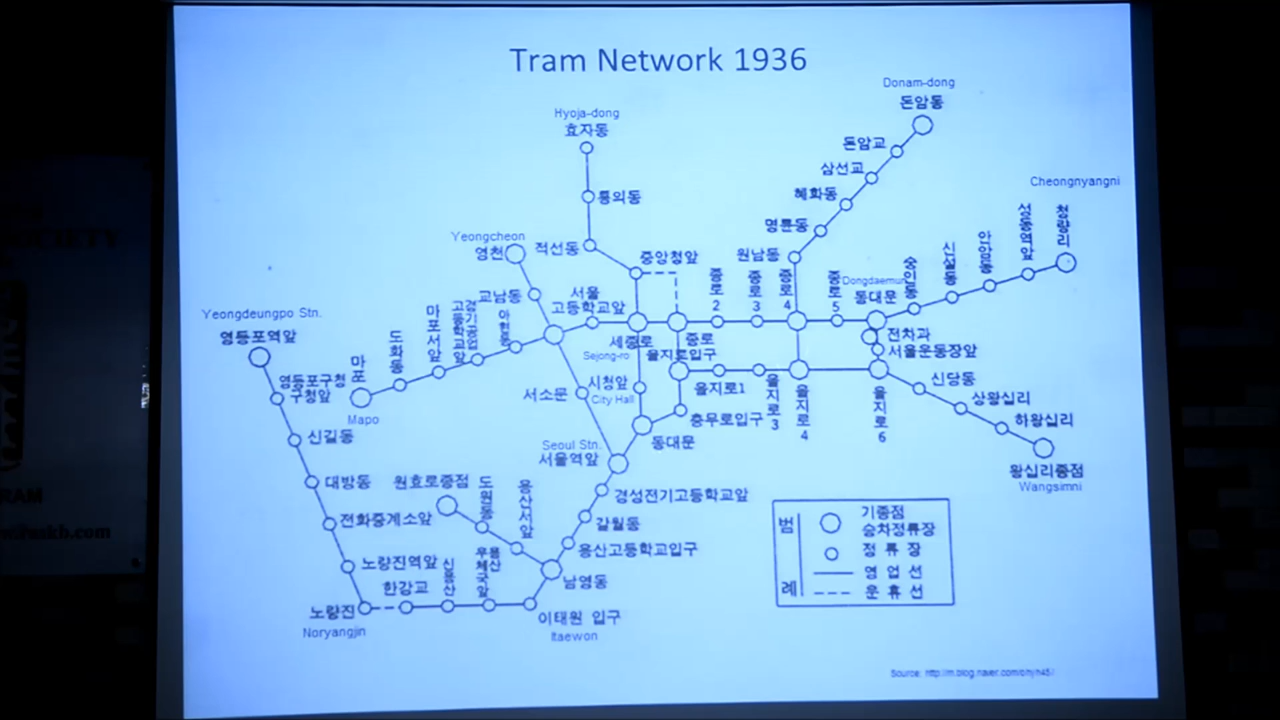 Tram Network 1936
Donam-dong
돈암동
Hyoja-dong
효자동
돈암교
삼선교
Cheongnyangni
청량리
통의동
혜화동
명륜동
Yeongcheon
영천
적선동
중앙청앞
원남동
교남동
서울
고등학교앞
종로2
종로3
종로4
종로5
Dongdaemun
동대문
숭인동
신설동
안암동
Yeongdeungpo Stn.
영등포역앞
마포
도화동
마포서앞
아현동
세종로
종로
Sejong-ro
을지로입구
전차과
서울운동장앞
영등포구청
구청앞
Mapo
서소문
시청앞
City Hall
을지로1
을지로3
을지로4
을지로6
신당동
상왕십리
하왕십리
충무로입구
신길동
Seoul Stn.
서울역앞
동대문
왕십리종점
Wangsimni
대방동
원효로종점
도원동
용산서앞
경성전기고등학교앞
전화중계소앞
갈월동
용산고등학교입구
노량진역앞
한강교
신용산
남영동
노량진
Noryangjin
이태원 입구
Itaewon
범
례
기종점
승차정류장
정 류 장
영 업 선
운 휴 선
RAM